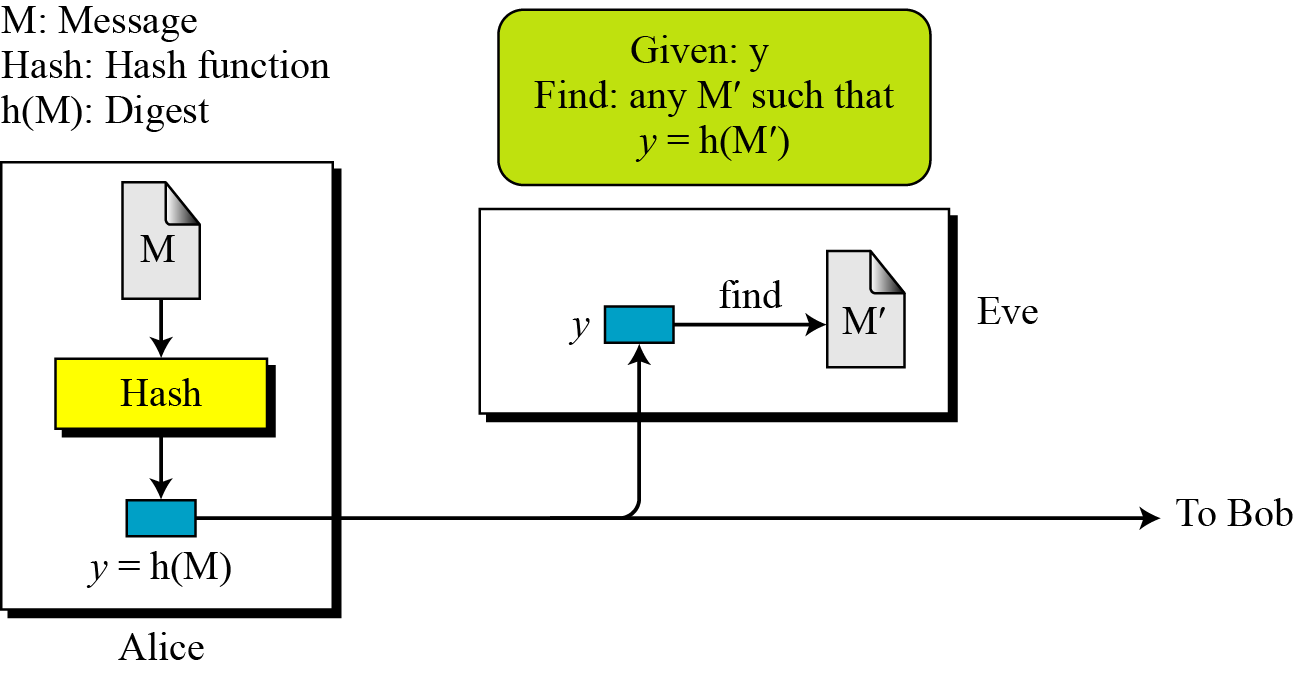 M: Message
Hash: Hash function
h(M): Digest
Given: y
Find: any M′ such that
y = h(M′)
M
Hash
y = h(M)
Alice
y
find
M′
Eve
To Bob